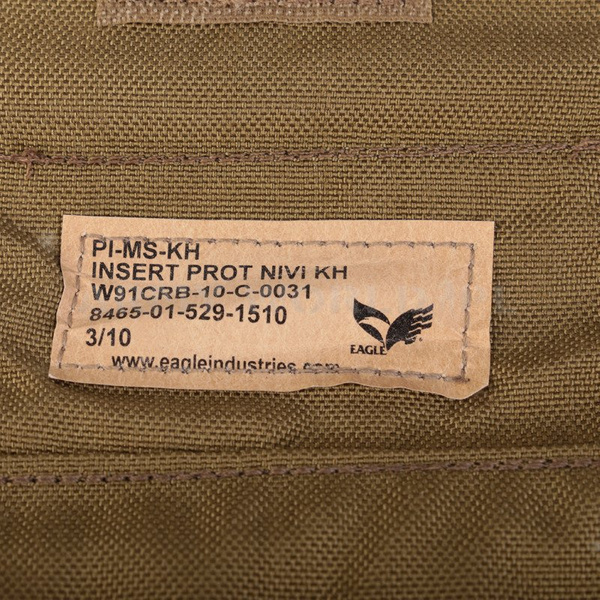 PI-MS-KH
INSERT PROT NIVI KH
W91CRB-10-C-0031
8465-01-529-1510
3/10
EAGLE
www.eagleindustries.com